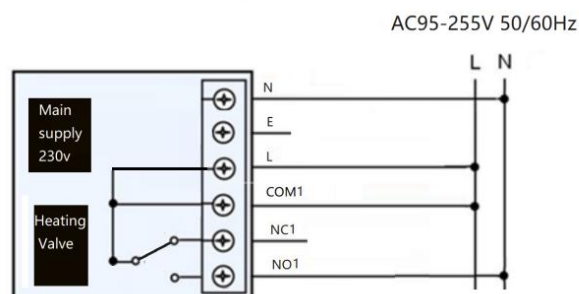 AC95-255V 50/60Hz
L N
Main
supply
230v
N
E
L
COM1
Heating
Valve
NC1
NO1